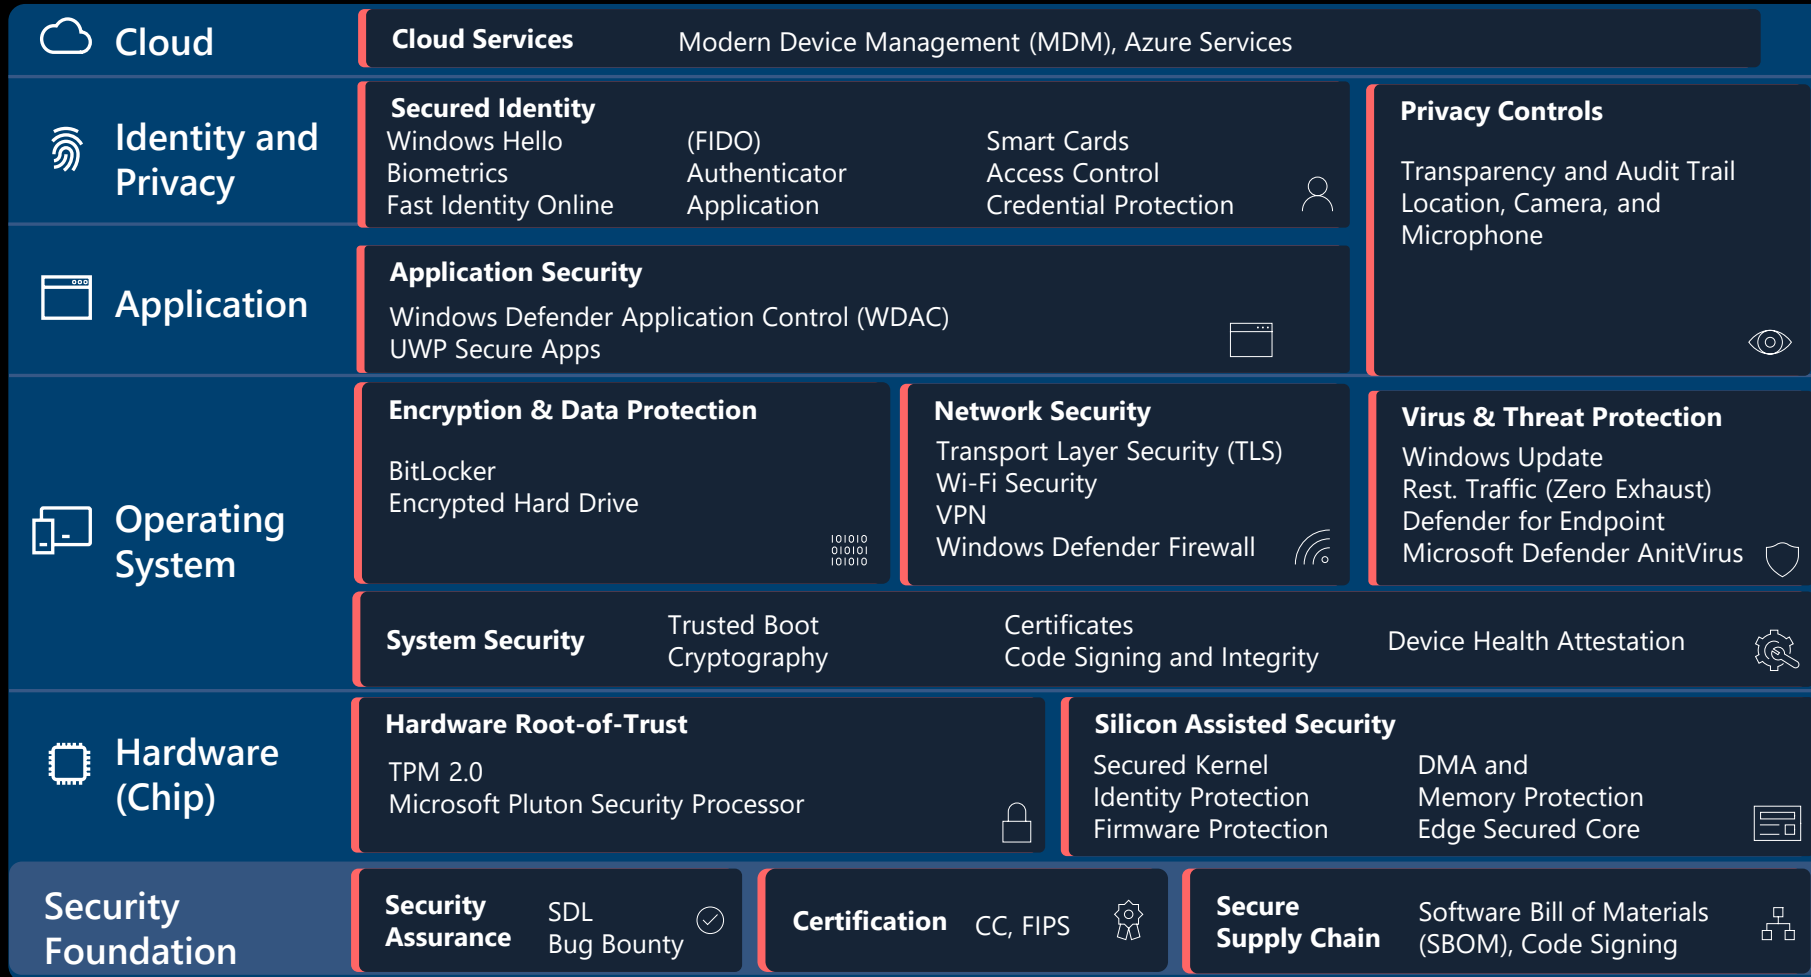 Cloud
Cloud Services
Modern Device Management (MDM), Azure Services
Identity and
Privacy
Secured Identity
Windows Hello
Biometrics
Fast Identity Online
(FIDO)
Authenticator
Application
Smart Cards
Access Control
Credential Protection
Privacy Controls
Transparency and Audit Trail
Location, Camera, and
Microphone
Application
Application Security
Windows Defender Application Control (WDAC)
UWP Secure Apps
Operating
System
Encryption & Data Protection
BitLocker
Encrypted Hard Drive
101010
010101
101010
Network Security
Transport Layer Security (TLS)
Wi-Fi Security
VPN
Windows Defender Firewall
Virus & Threat Protection
Windows Update
Rest. Traffic (Zero Exhaust)
Defender for Endpoint
Microsoft Defender AnitVirus
System Security
Trusted Boot
Cryptography
Certificates
Code Signing and Integrity
Device Health Attestation
Hardware
(Chip)
Hardware Root-of-Trust
TPM 2.0
Microsoft Pluton Security Processor
Silicon Assisted Security
Secured Kernel
Identity Protection
Firmware Protection
DMA and
Memory Protection
Edge Secured Core
Security
Foundation
Security
Assurance
SDL
Bug Bounty
Certification
CC, FIPS
Secure
Supply Chain
Software Bill of Materials
(SBOM), Code Signing